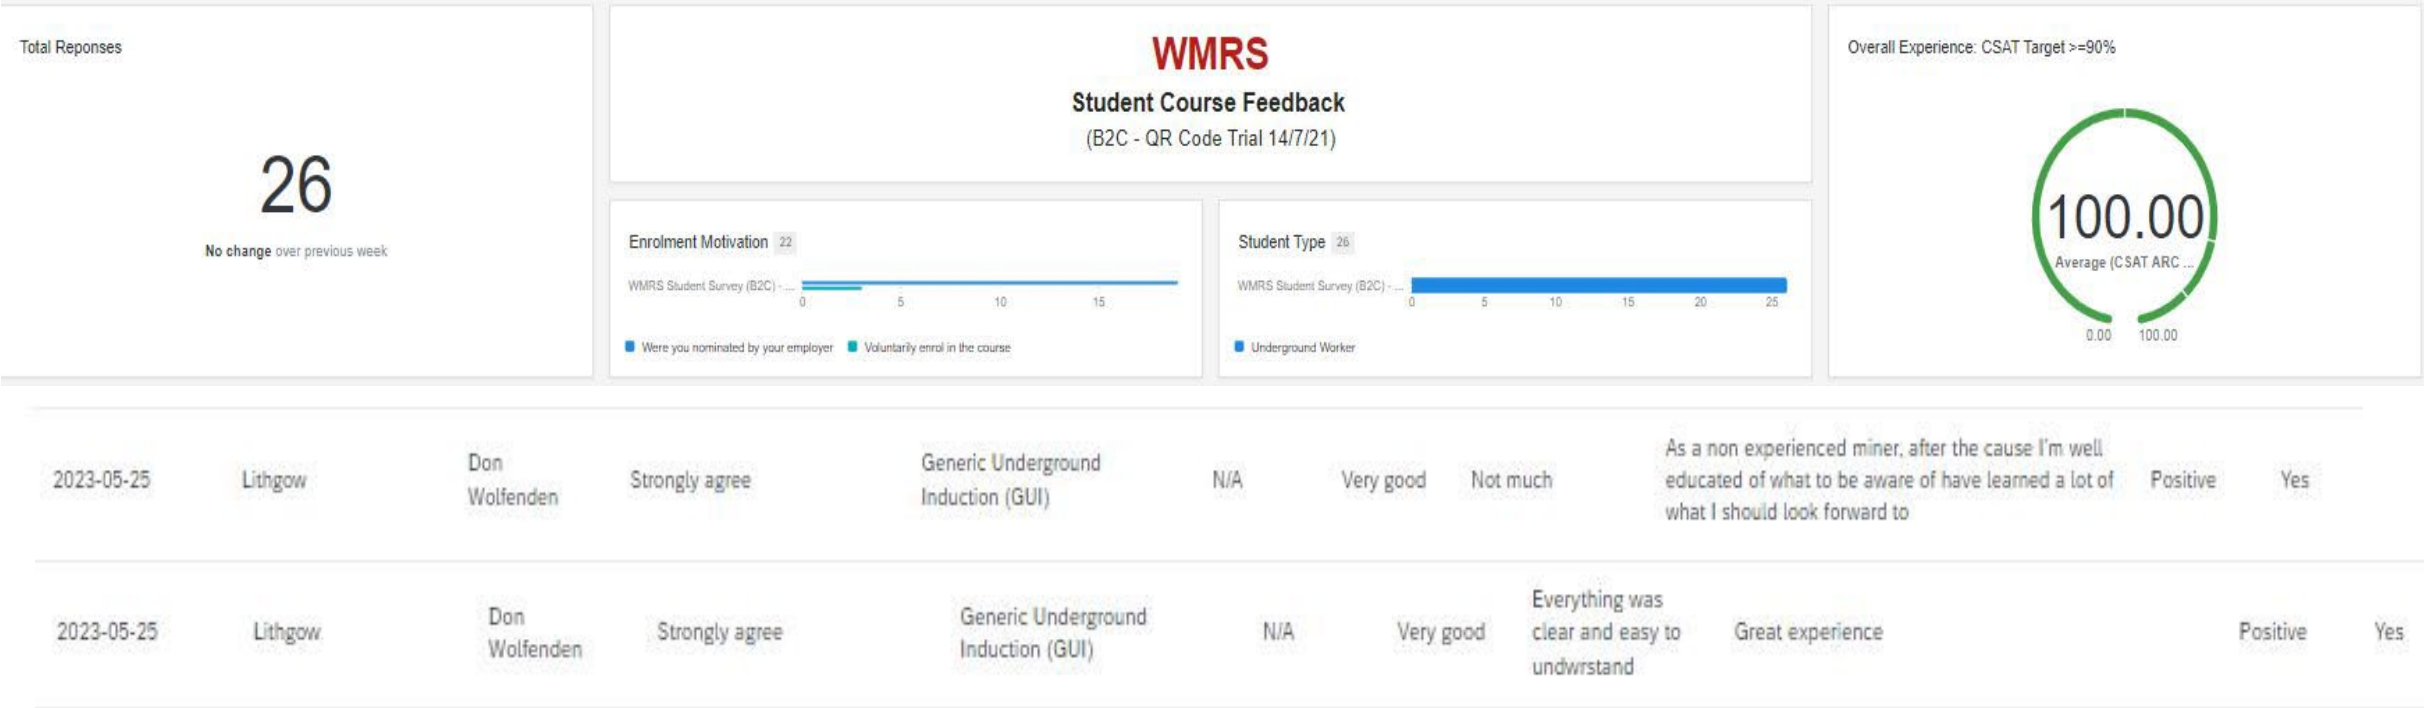 Total Reponses
26
No change over previous week
WMRS
Student Course Feedback
(B2C - QR Code Trial 14/7/21)
Enrolment Motivation 22
WMRS Student Survey (B2C) - ...
0 5 10 15
Were you nominated by your employer Voluntarily enrol in the course
Student Type 26
WMRS Student Survey (B2C) - ...
0 5 10 15 20 25
Underground Worker
Overall Experience: CSAT Target >=90%
100.00
Average (CSAT ARC ...
0.00 100.00
2023-05-25
Lithgow
Don
Wolfenden
Strongly agree
Generic Underground
Induction (GUI)
N/A
Very good
Not much
As a non experienced miner, after the cause I'm well
educated of what to be aware of have learned a lot of
what I should look forward to
Positive
Yes
2023-05-25
Lithgow
Don
Wolfenden
Strongly agree
Generic Underground
Induction (GUI)
N/A
Very good
Everything was
clear and easy to
undwrstand
Great experience
Positive
Yes